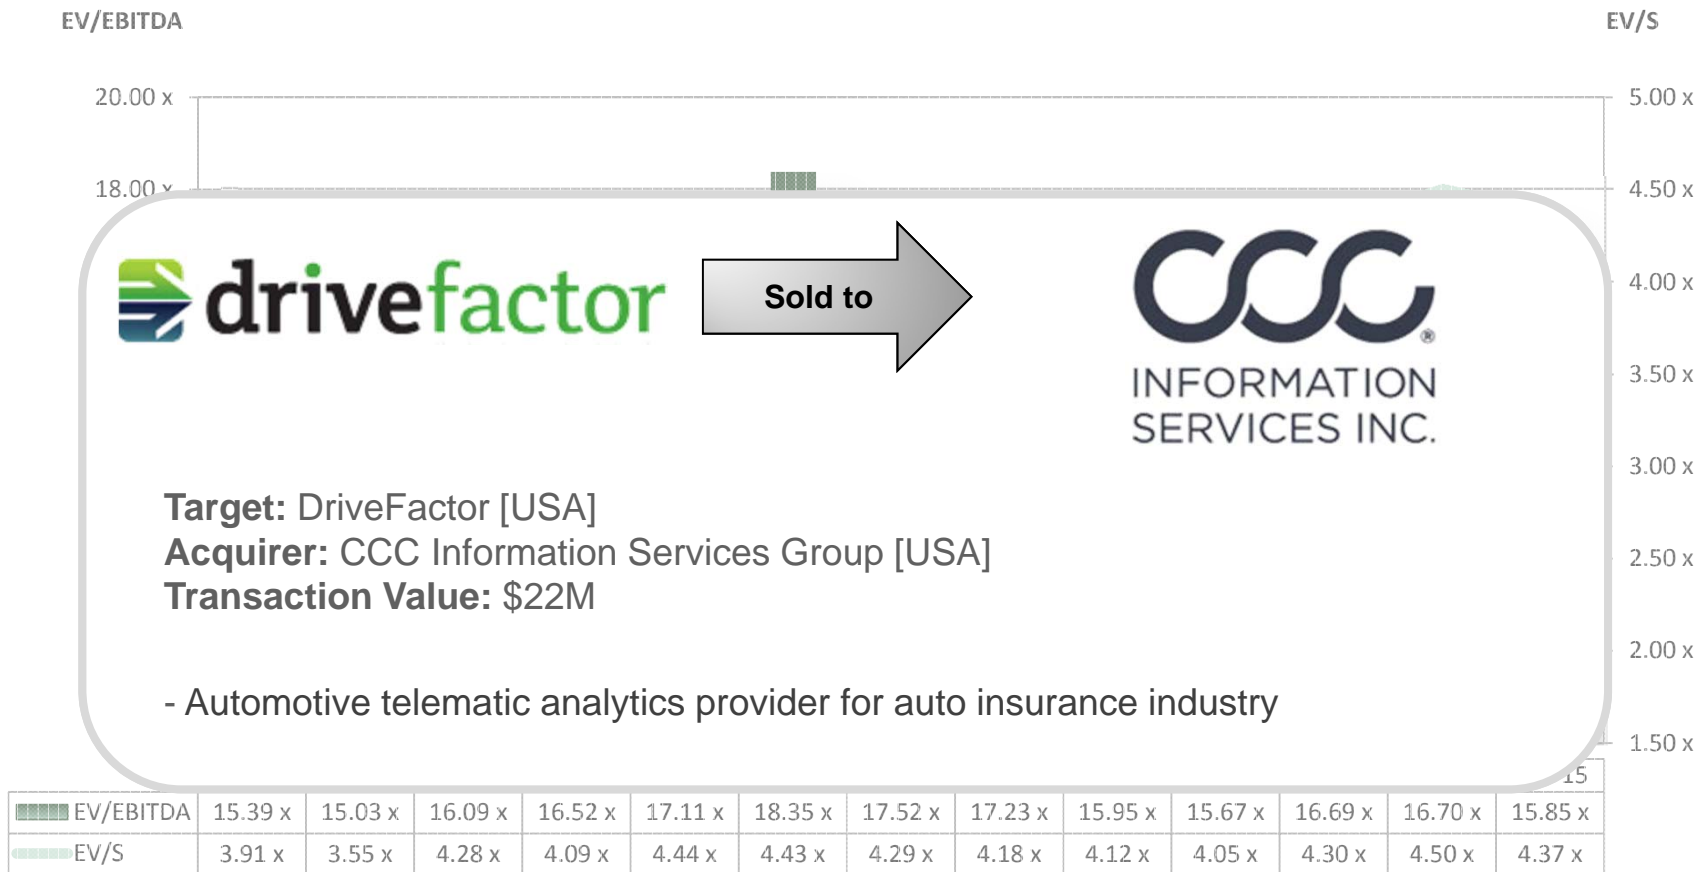 EV/EBITDA EV/S
20.00 x 5.00 x
18.00 x 4.50 x
4.00 x
3.50 x
3.00 x
2.50 x
2.00 x
1.50 x
drivefactor
Sold to
CCC®
INFORMATION
SERVICES INC.
Target: DriveFactor [USA]
Acquirer: CCC Information Services Group [USA]
Transaction Value: $22M
- Automotive telematic analytics provider for auto insurance industry
15
EV/EBITDA 15.39 x 15.03 x 16.09 x 16.52 x 17.11 x 18.35 x 17.52 x 17.23 x 15.95 x 15.67 x 16.69 x 16.70 x 15.85 x
EV/S 3.91 x 3.55 x 4.28 x 4.09 x 4.44 x 4.43 x 4.29 x 4.18 x 4.12 x 4.05 x 4.30 x 4.50 x 4.37 x